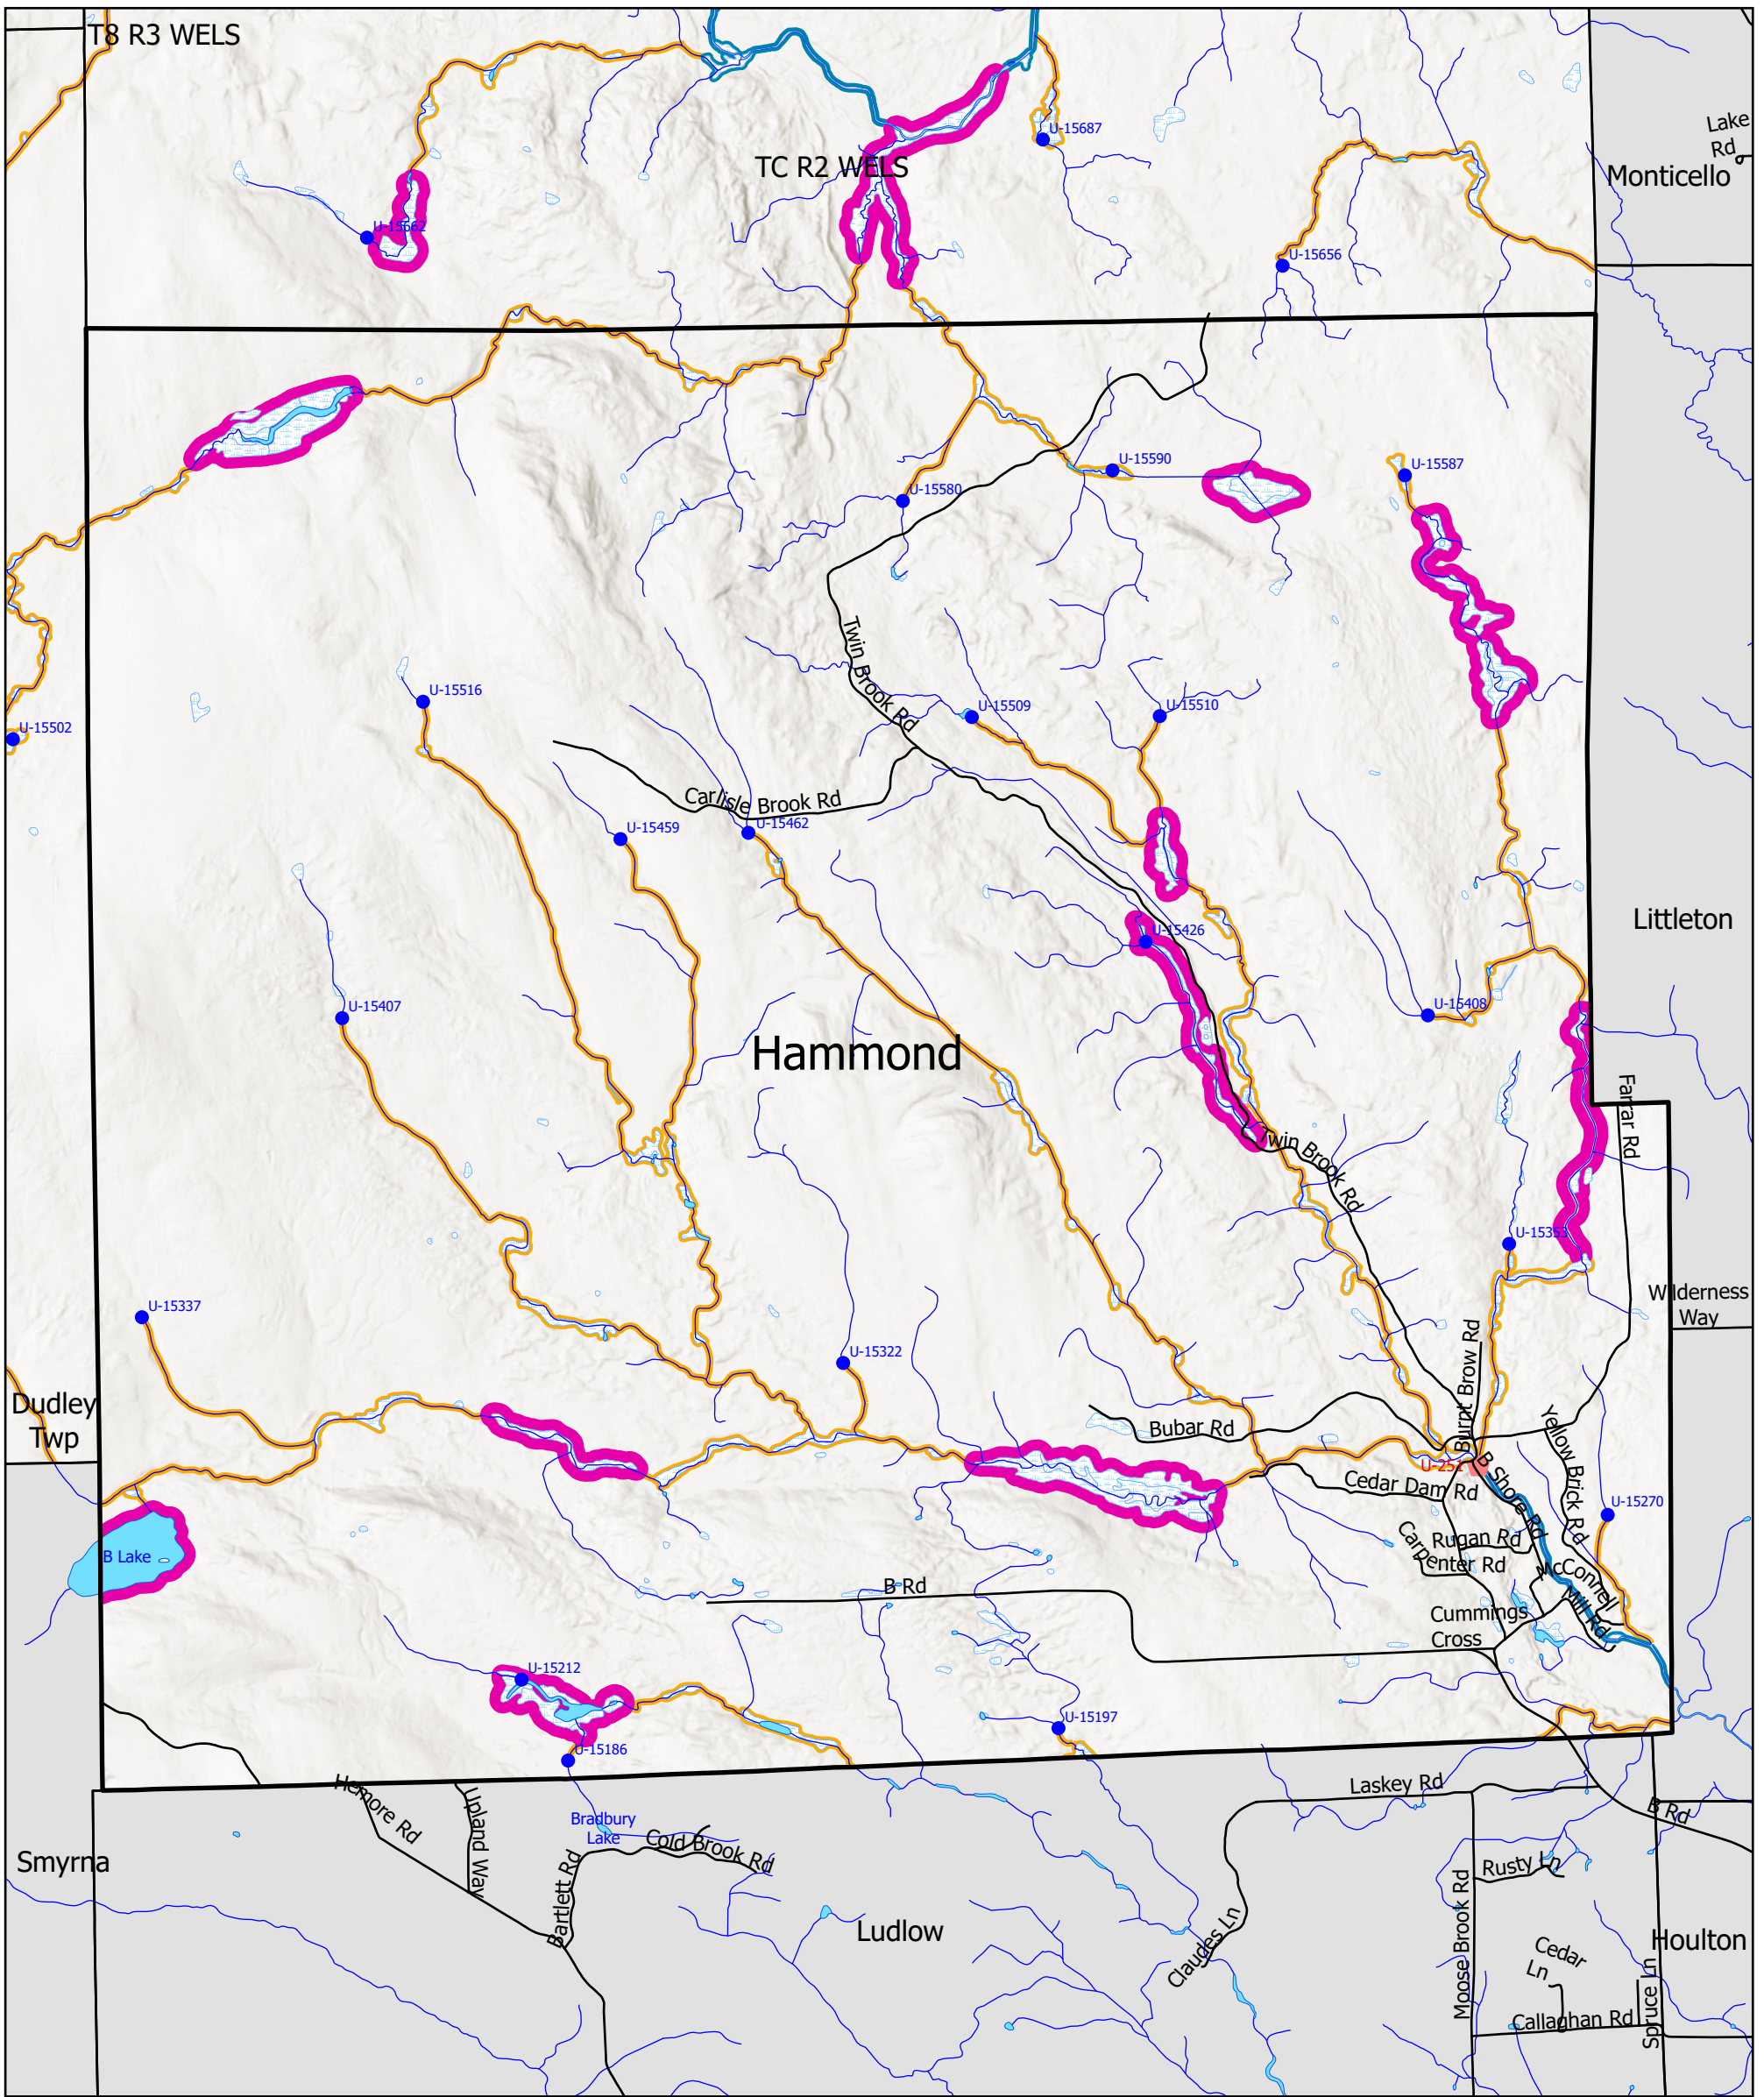 T8 R3 WELS
Lake
Rd
U-15687
TC R2 WELS
Monticello
U-15662
U-15656
U-15590
U-15587
U-15580
Twin Brook Rd
U-15516
U-15509
U-15510
U-15502
Carlisle Brook Rd
U-15459
U-15462
Littleton
U-15426
U-15407
U-15408
Hammond
Farrar Rd
Twin Brook Rd
U-15353
Wilderness
Way
U-15337
U-15322
Burnt Brow Rd
Dudley
Twp
Bubar Rd
Yellow Brick Rd
U-251
B Shore Rd
Cedar Dam Rd
U-15270
Rugan Rd
Carpenter Rd
B Lake
McConnell
Mill Rd
B Rd
Cummings
Cross
U-15212
U-15197
U-15186
Hemore Rd
Upland Way
Laskey Rd
B Rd
Bradbury
Lake
Cold Brook Rd
Smyrna
Bartlett Rd
Rusty Ln
Moose Brook Rd
Ludlow
Claudes Ln
Houlton
Cedar
Ln
Callaghan Rd
Spruce Ln